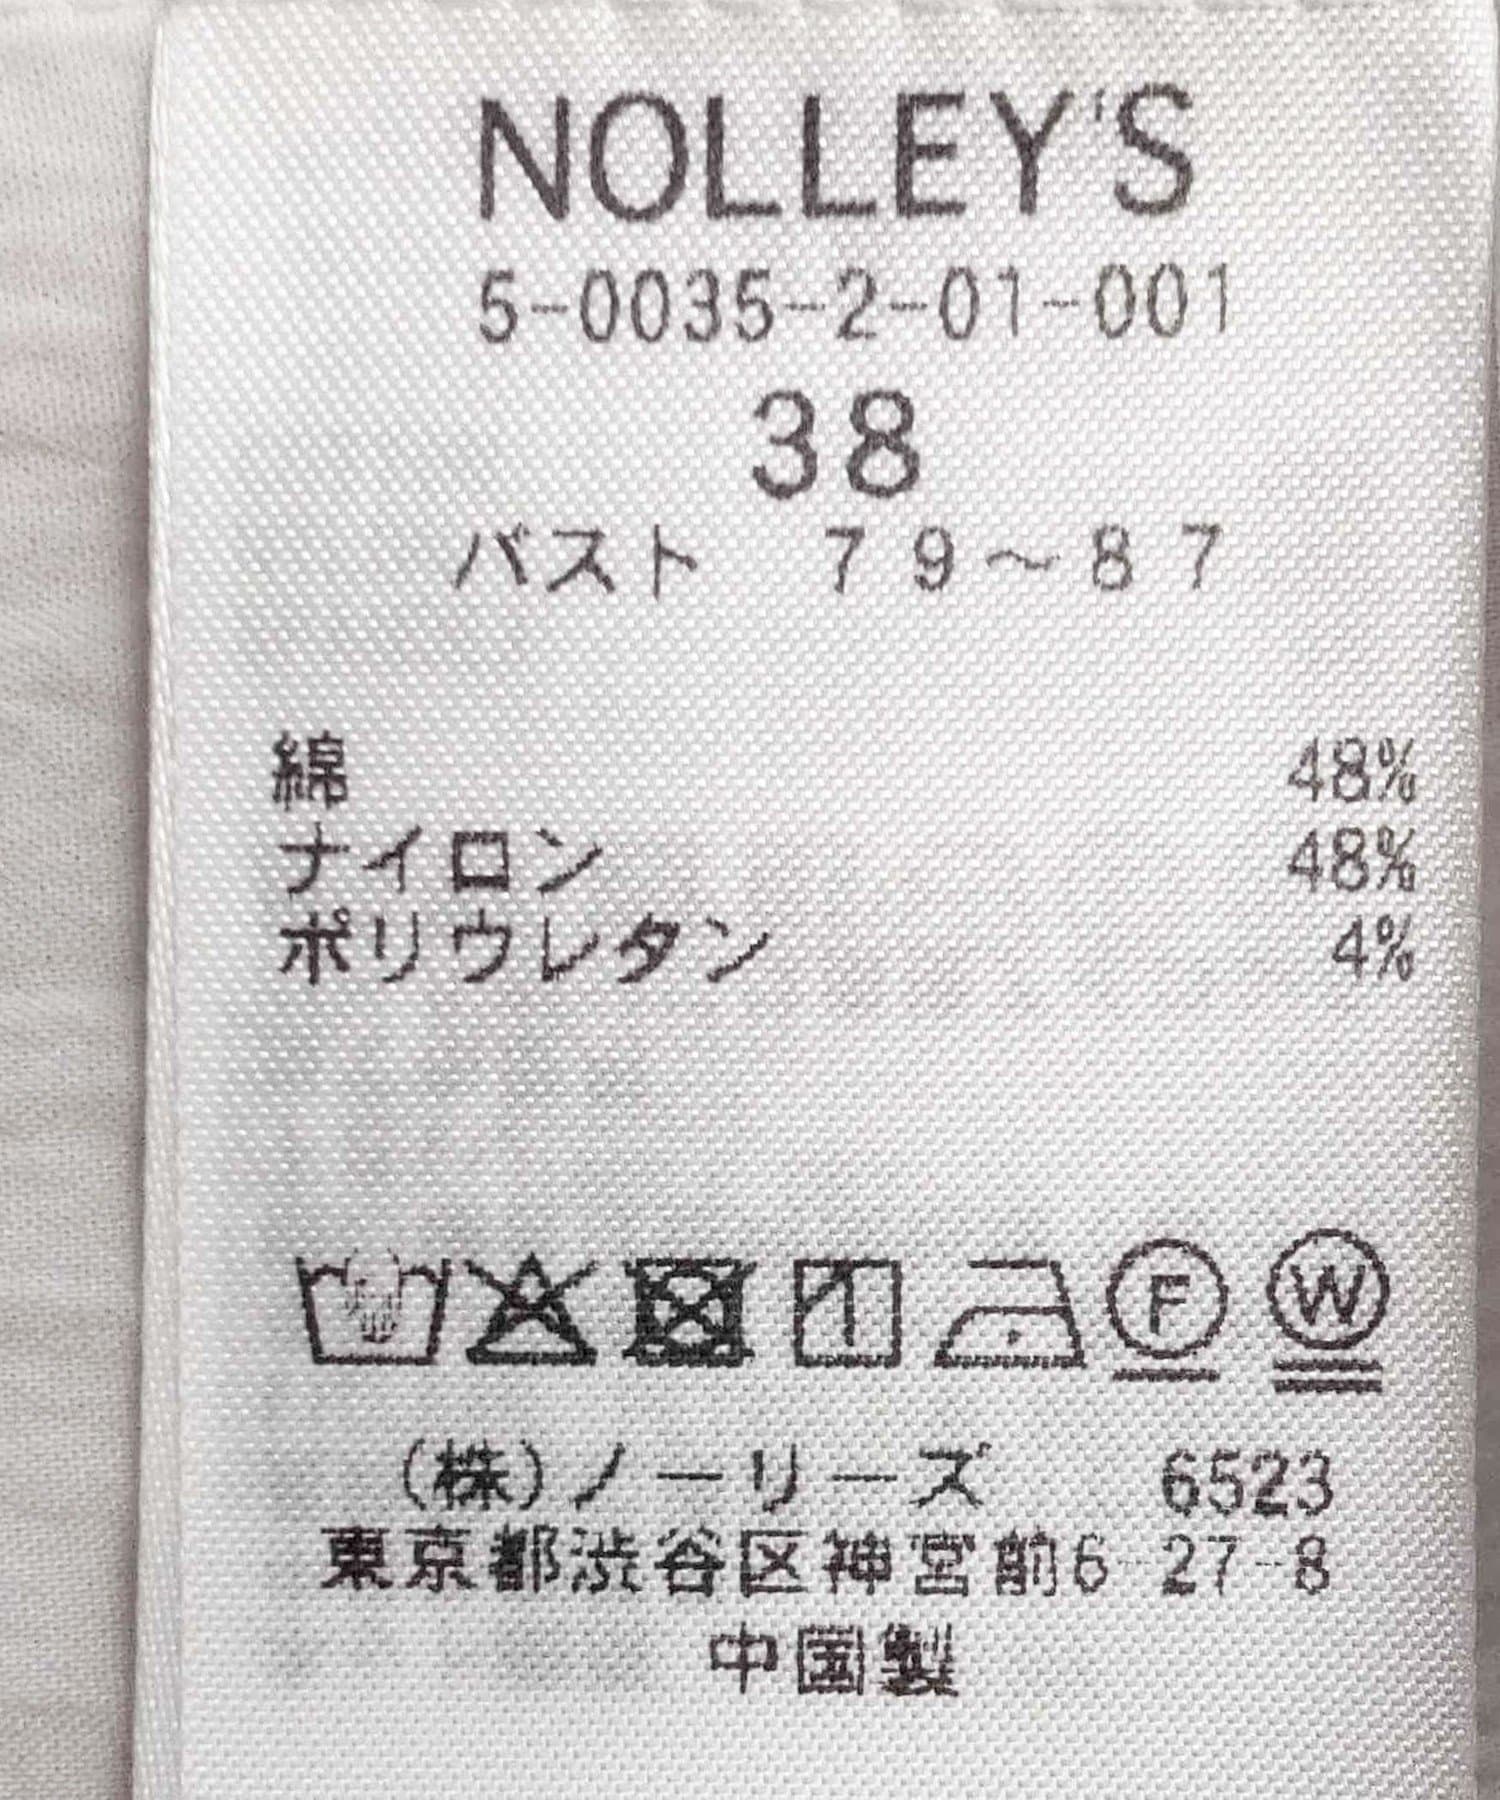 NOLLEY'S
5-0035-2-01-001
38
バスト　79～87
綿 48%
ナイロン 48%
ポリウレタン 4%
F W
(株)ノーリーズ 6523
東京都渋谷区神宮前6-27-8
中国製